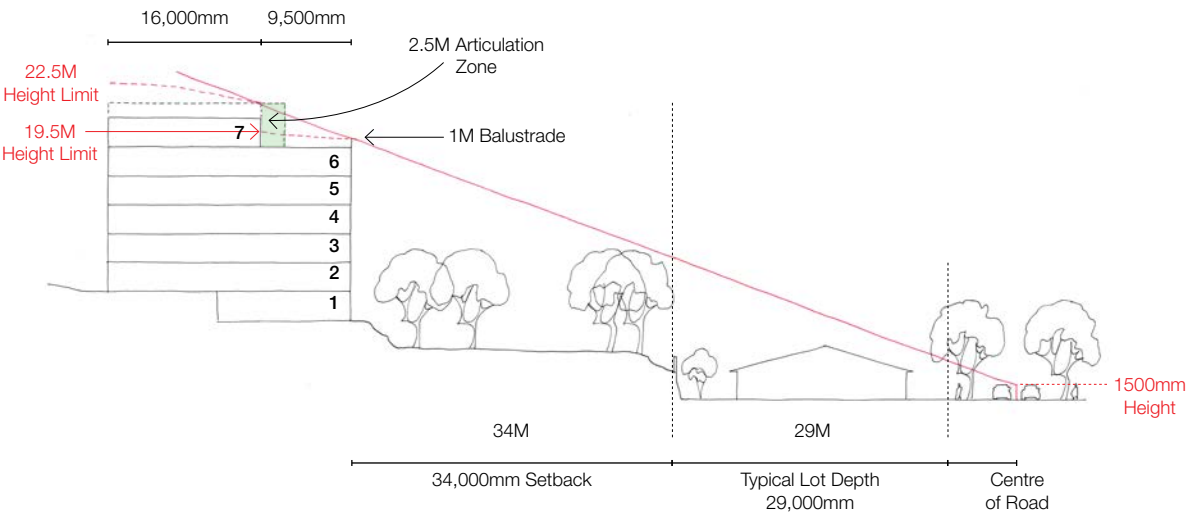 16,000mm
9,500mm
2.5M Articulation
Zone
22.5M
Height Limit
19.5M
Height Limit
1M Balustrade
7
6
5
4
3
2
1
1500mm
Height
34M
29M
34,000mm Setback
Typical Lot Depth
29,000mm
Centre
of Road